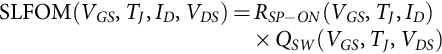 SLFOM(V_{GS}, T_J, I_D, V_{DS}) = R_{SP-ON}(V_{GS}, T_J, I_D)
× Q_{SW}(V_{GS}, T_J, V_{DS})